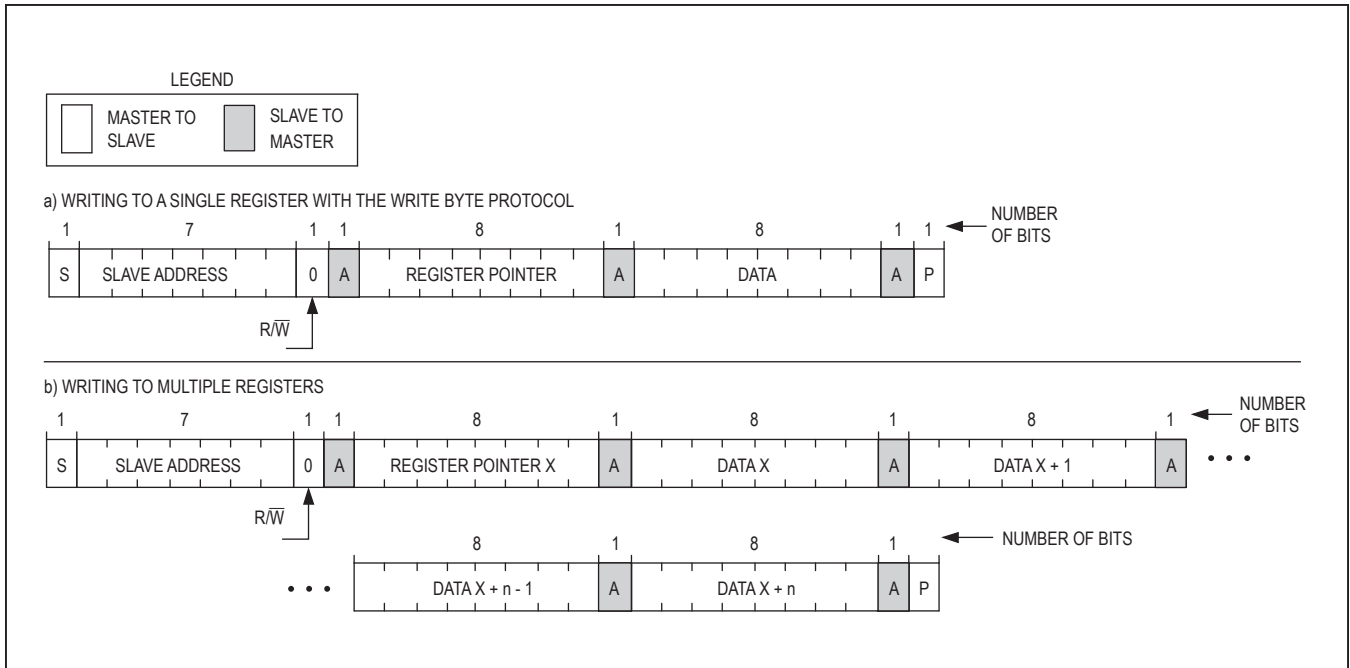 LEGEND
MASTER TO SLAVE
SLAVE TO MASTER
a) WRITING TO A SINGLE REGISTER WITH THE WRITE BYTE PROTOCOL
1 7 1 1 8 1 8 1 1 NUMBER OF BITS
S SLAVE ADDRESS 0 A REGISTER POINTER A DATA A P
R/W̅
b) WRITING TO MULTIPLE REGISTERS
1 7 1 1 8 1 8 1 8 1 NUMBER OF BITS
S SLAVE ADDRESS 0 A REGISTER POINTER X A DATA X A DATA X + 1 A • • •
R/W̅
8 1 8 1 NUMBER OF BITS
• • • DATA X + n - 1 A DATA X + n A P